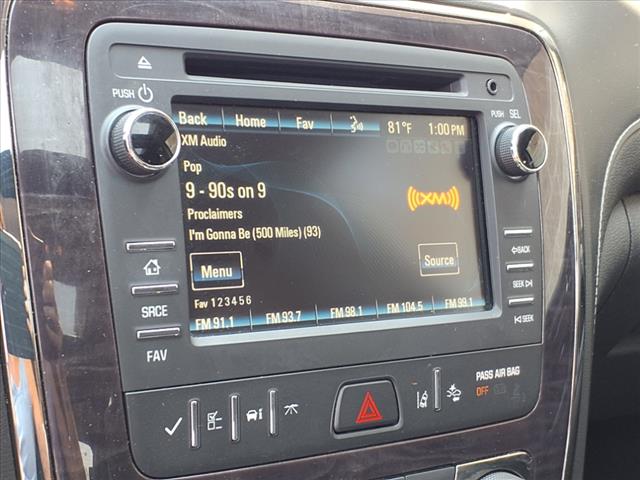 PUSH
PUSH SEL
Back Home Fav 81°F 1:00 PM
XM Audio
Pop
9 - 90s on 9
Proclaimers
I'm Gonna Be (500 Miles) (93)
((XM))
Menu Source
Fav 1 2 3 4 5 6
FM 91.1 FM 93.7 FM 98.1 FM 104.5 FM 99.1
SRCE
FAV
BACK
SEEK
SEEK
PASS AIR BAG
OFF